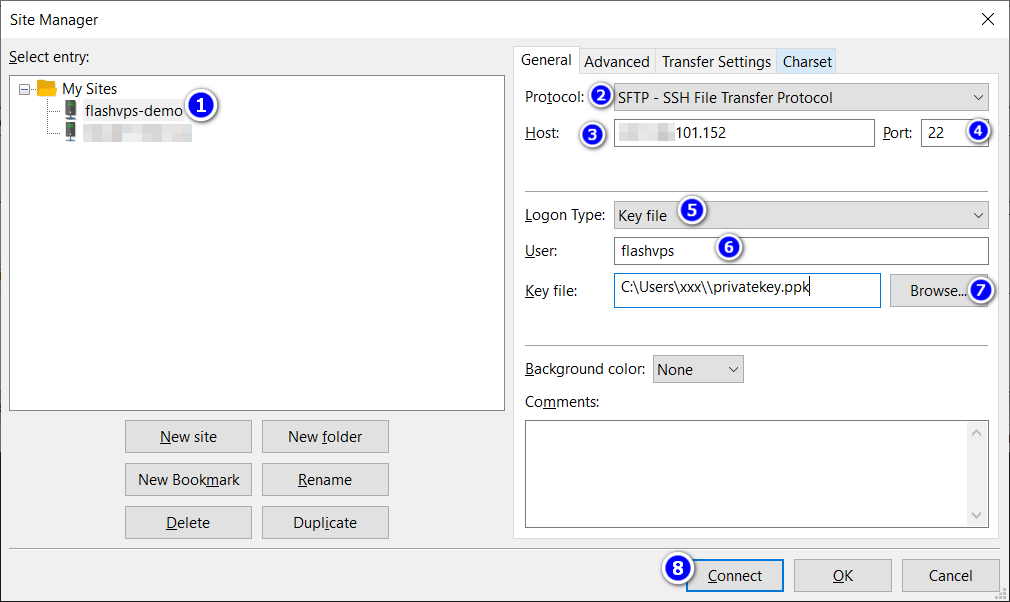 Site Manager
Select entry:
My Sites
flashvps-demo 1
General Advanced Transfer Settings Charset
Protocol: 2 SFTP - SSH File Transfer Protocol
Host: 3 101.152 Port: 22 4
Logon Type: Key file 5
User: flashvps 6
Key file: C:\Users\xxx\\privatekey.ppk Browse... 7
Background color: None
Comments:
New site New folder
New Bookmark Rename
Delete Duplicate
8 Connect OK Cancel